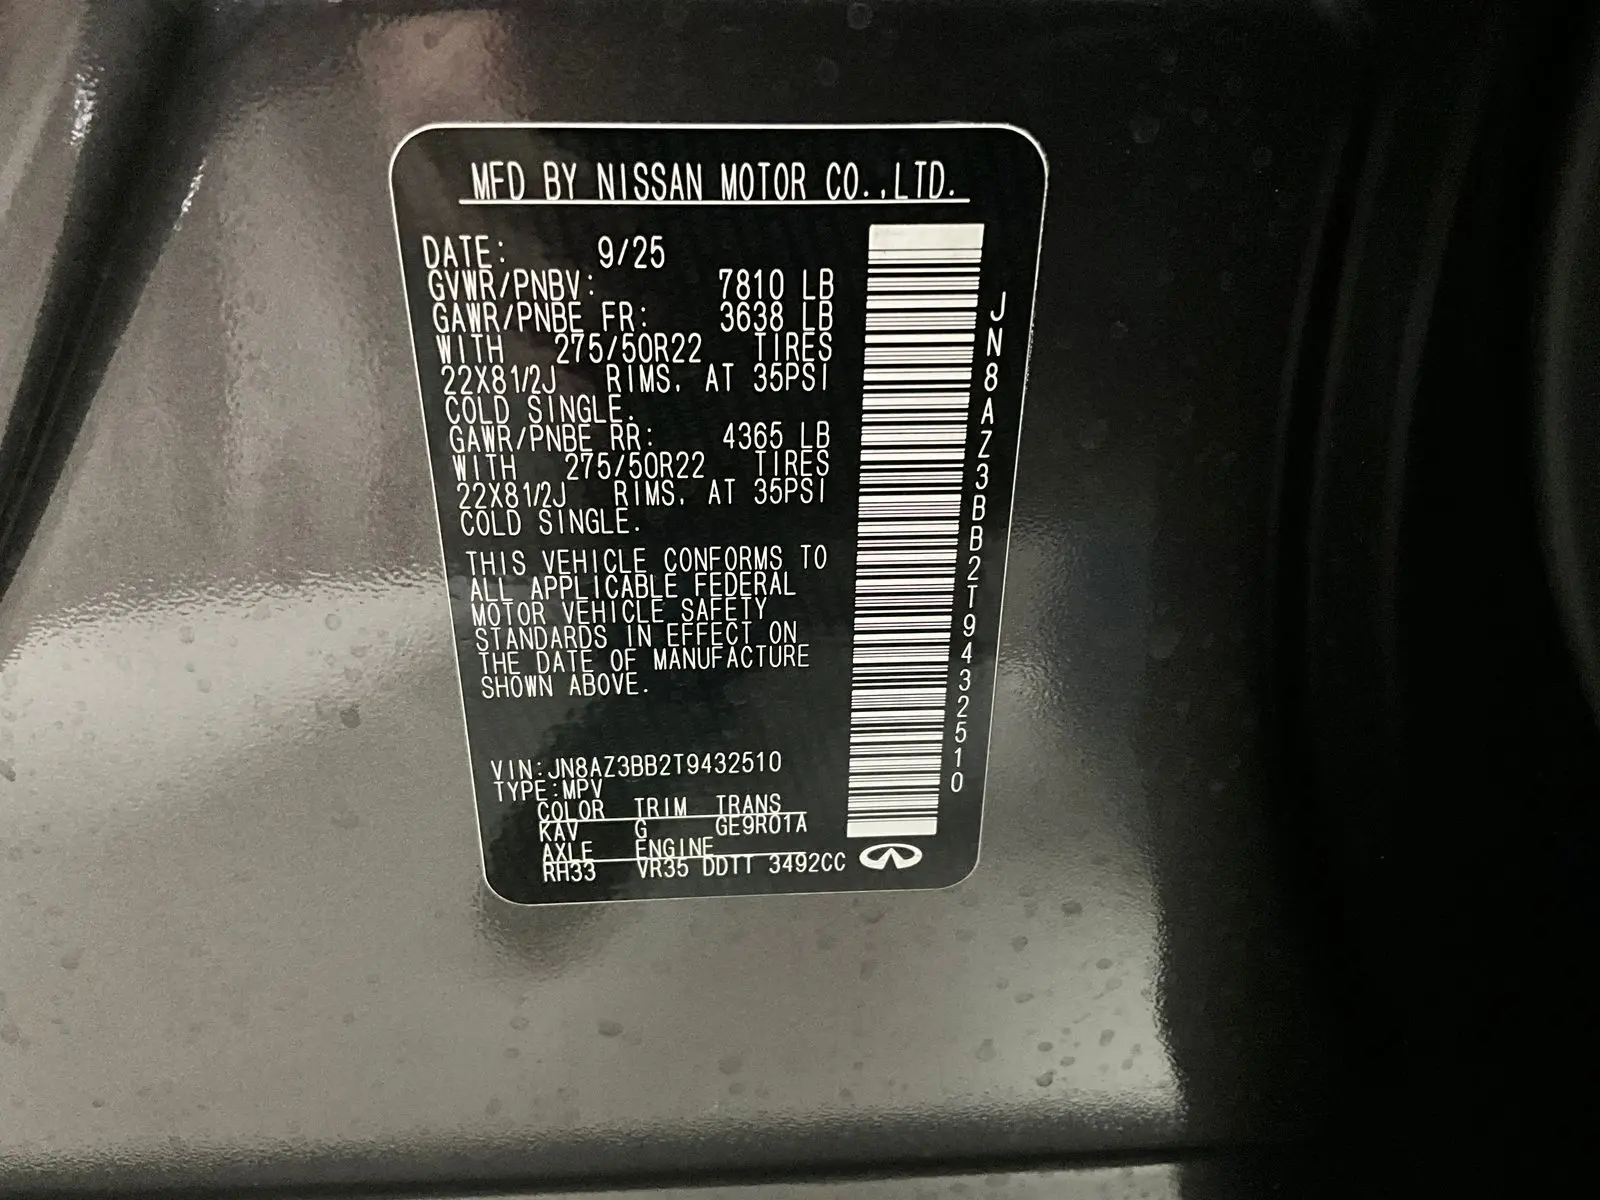 MFD BY NISSAN MOTOR CO.,LTD.
DATE: 9/25
GVWR/PNBV: 7810 LB
GAWR/PNBE FR: 3638 LB
WITH 275/50R22 TIRES
22X81/2J RIMS, AT 35PSI
COLD SINGLE.
GAWR/PNBE RR: 4365 LB
WITH 275/50R22 TIRES
22X81/2J RIMS, AT 35PSI
COLD SINGLE.
THIS VEHICLE CONFORMS TO
ALL APPLICABLE FEDERAL
MOTOR VEHICLE SAFETY
STANDARDS IN EFFECT ON
THE DATE OF MANUFACTURE
SHOWN ABOVE.
VIN:JN8AZ3BB2T9432510
TYPE:MPV
COLOR TRIM TRANS
KAV G GE9R01A
AXLE ENGINE
RH33 VR35 DDTT 3492CC
JN8AZ3BB2T9432510